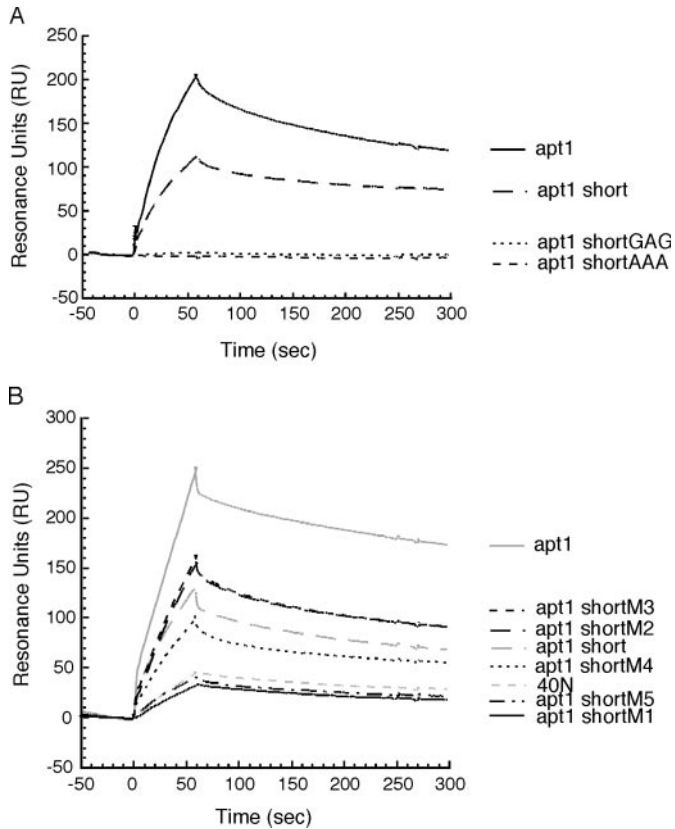 A
Resonance Units (RU)
250
200
150
100
50
0
-50
-50 0 50 100 150 200 250 300
Time (sec)
apt1
apt1 short
apt1 shortGAG
apt1 shortAAA
B
Resonance Units (RU)
300
250
200
150
100
50
0
-50
-50 0 50 100 150 200 250 300
Time (sec)
apt1
apt1 shortM3
apt1 shortM2
apt1 short
apt1 shortM4
40N
apt1 shortM5
apt1 shortM1